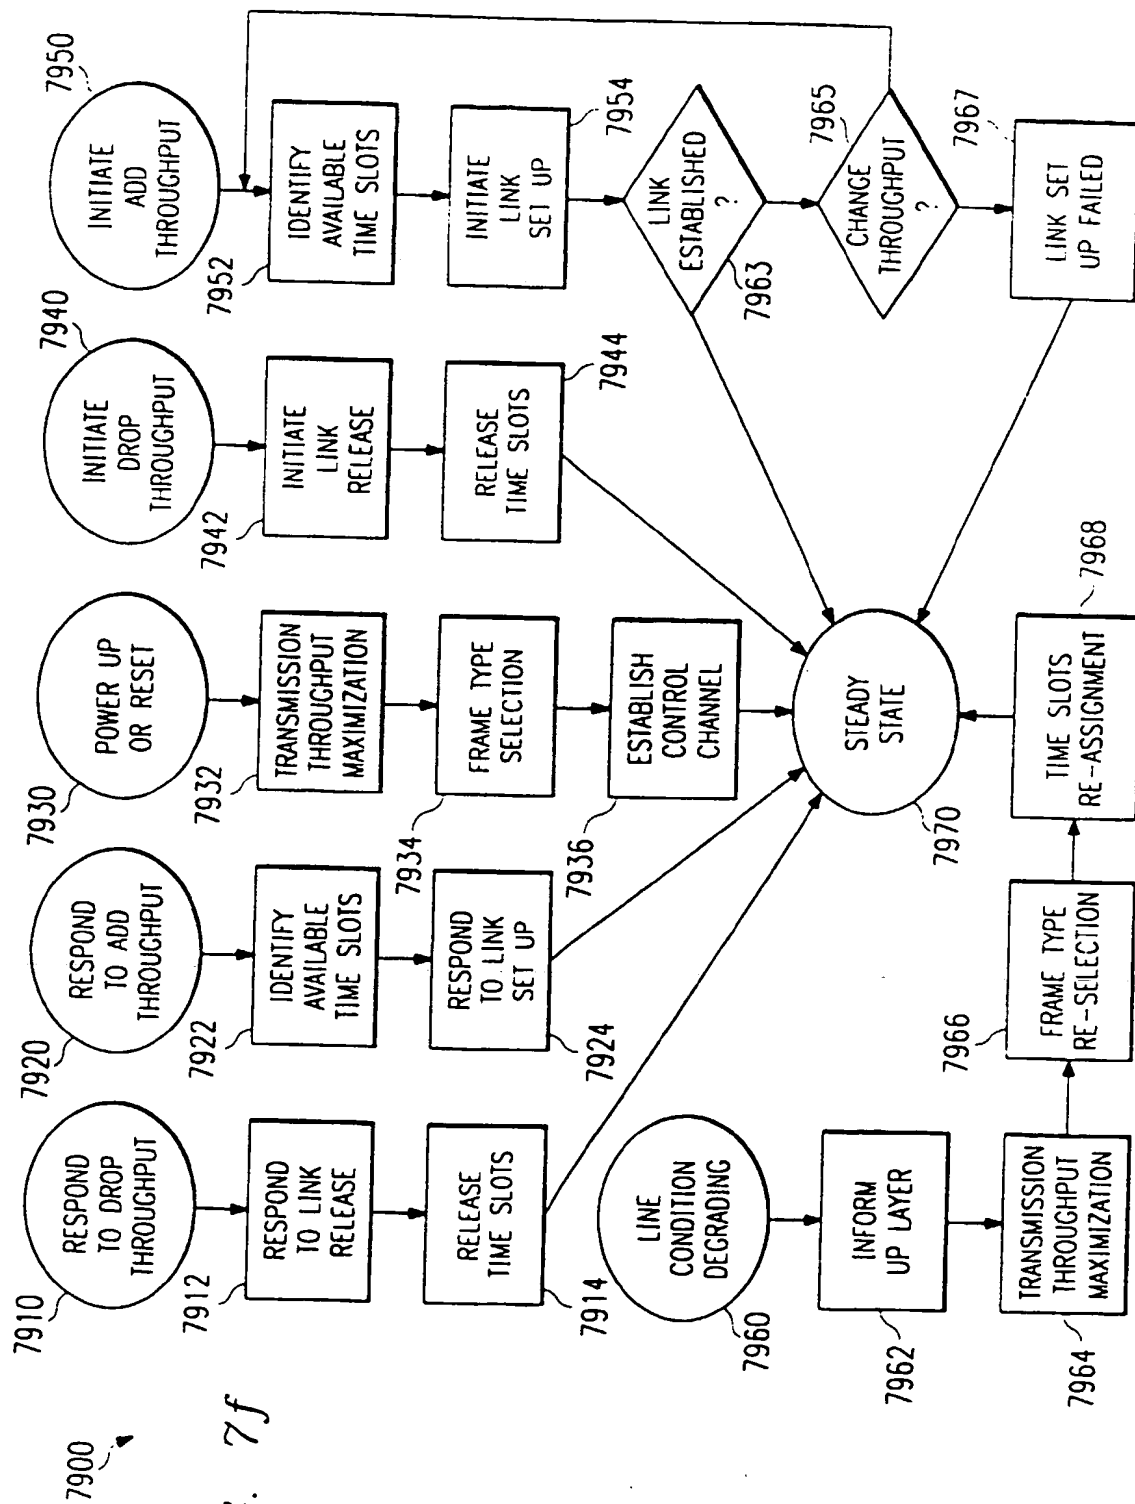 7900
7f
7910
RESPOND
TO DROP
THROUGHPUT
7912
RESPOND
TO LINK
RELEASE
RELEASE
TIME SLOTS
7914
7920
RESPOND
TO ADD
THROUGHPUT
7922
IDENTIFY
AVAILABLE
TIME SLOTS
RESPOND
TO LINK
SET UP
7924
7930
POWER UP
OR RESET
7932
TRANSMISSION
THROUGHPUT
MAXIMIZATION
7934
FRAME TYPE
SELECTION
7936
ESTABLISH
CONTROL
CHANNEL
7940
INITIATE
DROP
THROUGHPUT
7942
INITIATE
LINK
RELEASE
RELEASE
TIME SLOTS
7944
7950
INITIATE
ADD
THROUGHPUT
7952
IDENTIFY
AVAILABLE
TIME SLOTS
INITIATE
LINK
SET UP
7954
LINK
ESTABLISHED
?
7963
CHANGE
THROUGHPUT
?
7965
LINK SET
UP FAILED
7967
LINE
CONDITION
DEGRADING
7960
INFORM
UP LAYER
7962
TRANSMISSION
THROUGHPUT
MAXIMIZATION
7964
7966
FRAME TYPE
RE-SELECTION
TIME SLOTS
RE-ASSIGNMENT
7968
STEADY
STATE
7970